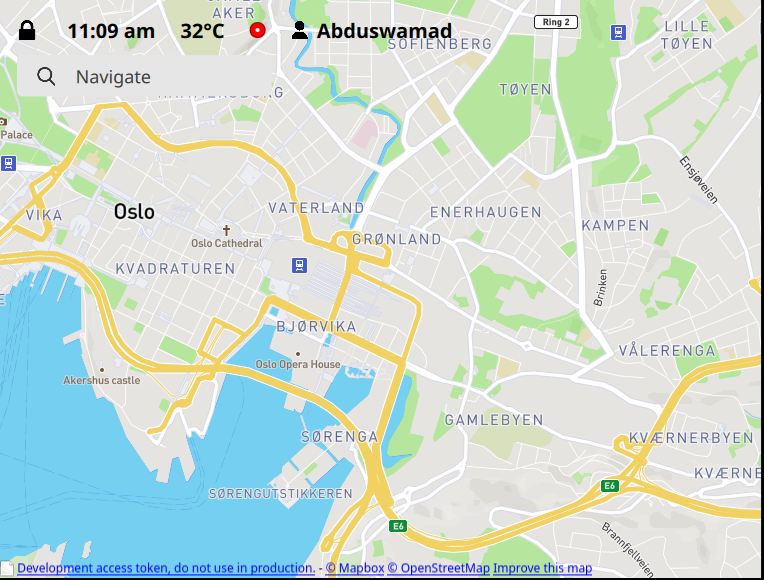 GAMLE
AKER
11:09 am 32°C Abduswamad
Ring 2
LILLE
TØYEN
SOFIENBERG
Navigate
TØYEN
Palace
Ensjøveien
VIKA
Oslo
VATERLAND
ENERHAUGEN
KAMPEN
Oslo Cathedral
GRØNLAND
KVADRATUREN
Brinken
BJØRVIKA
VÅLERENGA
Oslo Opera House
Akershus castle
GAMLEBYEN
SØRENGA
KVÆRNERBYEN
KVÆRNE
SØRENGUTSTIKKEREN
E6
E6
Brannfjellveien
Development access token, do not use in production. - © Mapbox © OpenStreetMap Improve this map